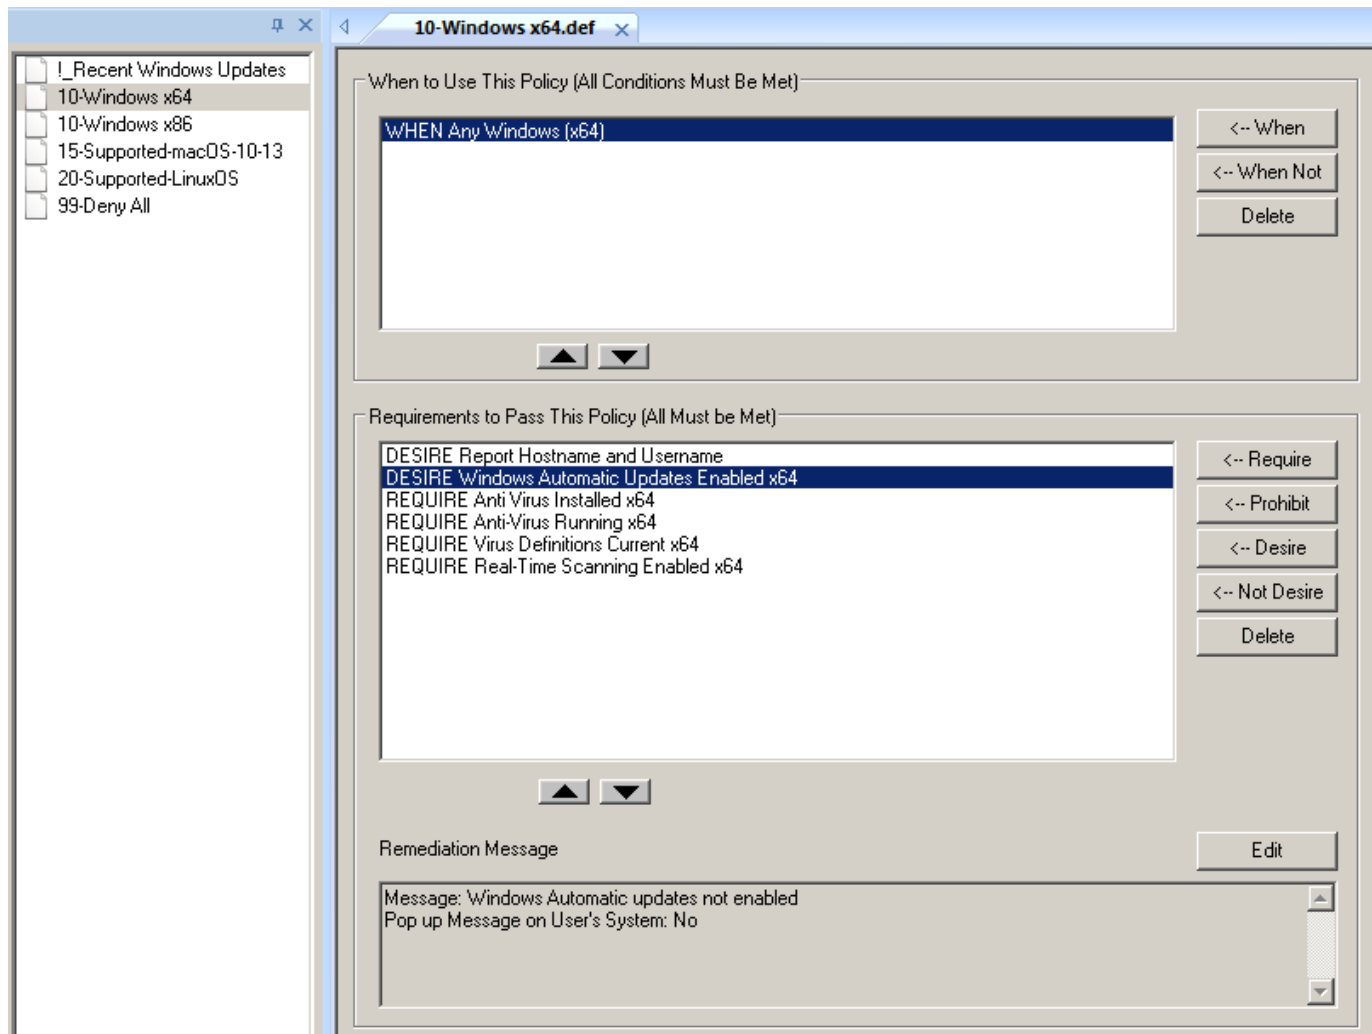 10-Windows x64.def
!_Recent Windows Updates
10-Windows x64
10-Windows x86
15-Supported-macOS-10-13
20-Supported-LinuxOS
99-Deny All
When to Use This Policy (All Conditions Must Be Met)
WHEN Any Windows (x64)
<-- When
<-- When Not
Delete
Requirements to Pass This Policy (All Must be Met)
DESIRE Report Hostname and Username
DESIRE Windows Automatic Updates Enabled x64
REQUIRE Anti Virus Installed x64
REQUIRE Anti-Virus Running x64
REQUIRE Virus Definitions Current x64
REQUIRE Real-Time Scanning Enabled x64
<-- Require
<-- Prohibit
<-- Desire
<-- Not Desire
Delete
Remediation Message
Edit
Message: Windows Automatic updates not enabled
Pop up Message on User's System: No